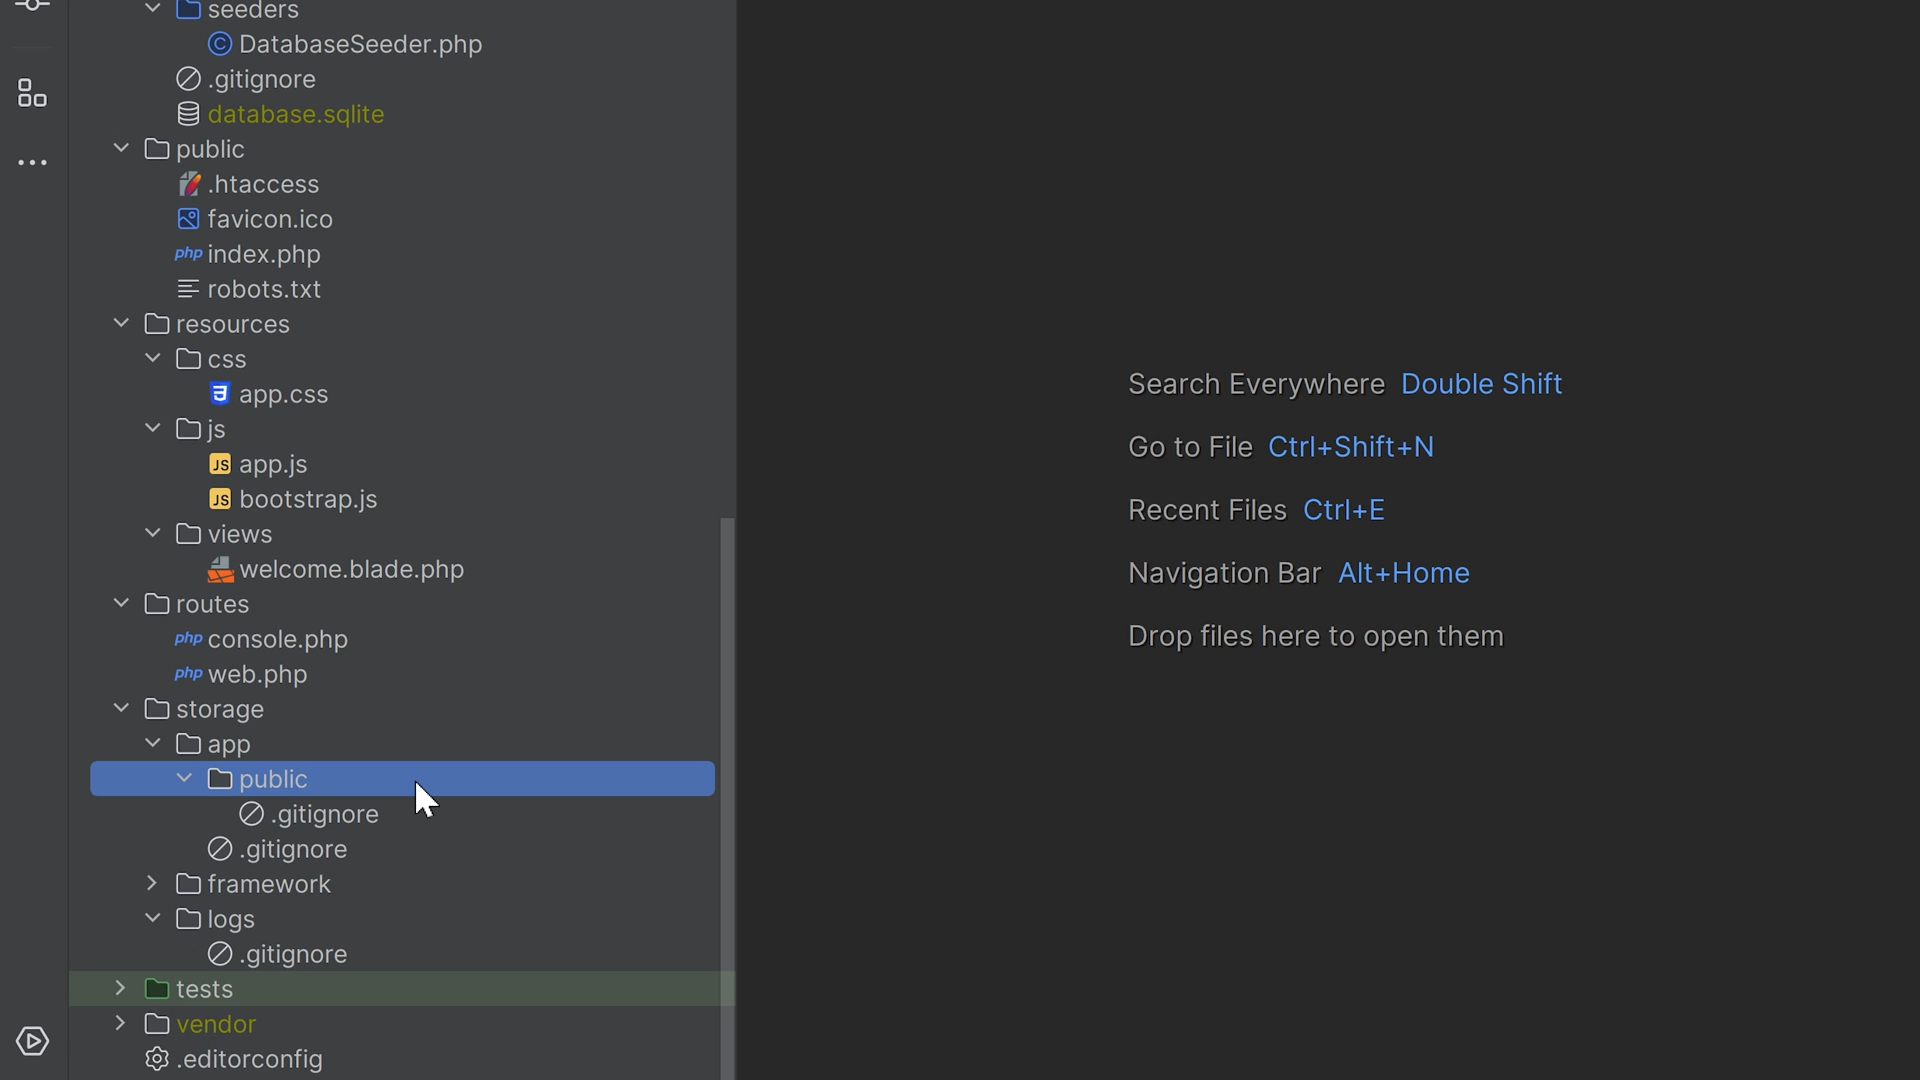 seeders
DatabaseSeeder.php
.gitignore
database.sqlite
public
.htaccess
favicon.ico
php index.php
robots.txt
resources
css
app.css
js
JS app.js
JS bootstrap.js
views
welcome.blade.php
routes
php console.php
php web.php
storage
app
public
.gitignore
.gitignore
framework
logs
.gitignore
tests
vendor
.editorconfig
Search Everywhere Double Shift
Go to File Ctrl+Shift+N
Recent Files Ctrl+E
Navigation Bar Alt+Home
Drop files here to open them